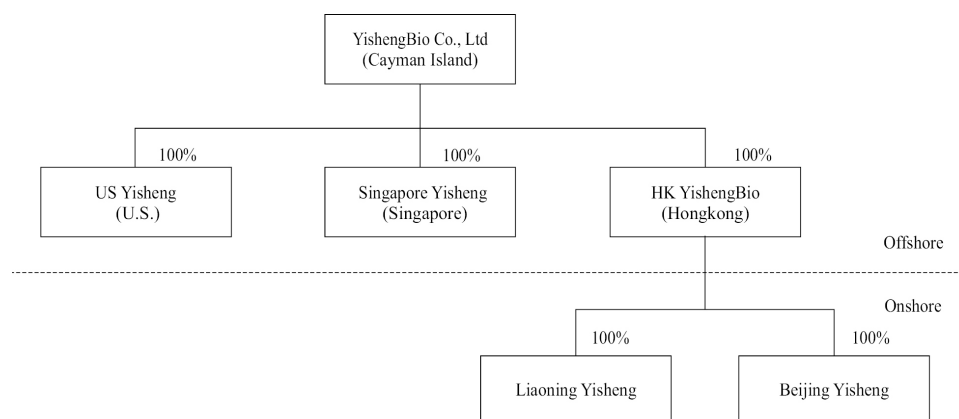 YishengBio Co., Ltd
(Cayman Island)
100%
100%
100%
US Yisheng
(U.S.)
Singapore Yisheng
(Singapore)
HK YishengBio
(Hongkong)
Offshore
Onshore
100%
100%
Liaoning Yisheng
Beijing Yisheng